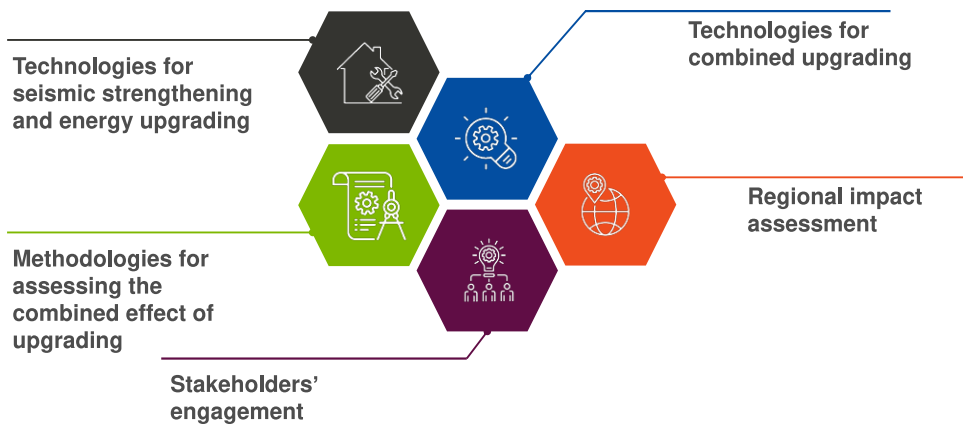 Technologies for
seismic strengthening
and energy upgrading
Technologies for
combined upgrading
Regional impact
assessment
Methodologies for
assessing the
combined effect of
upgrading
Stakeholders’
engagement